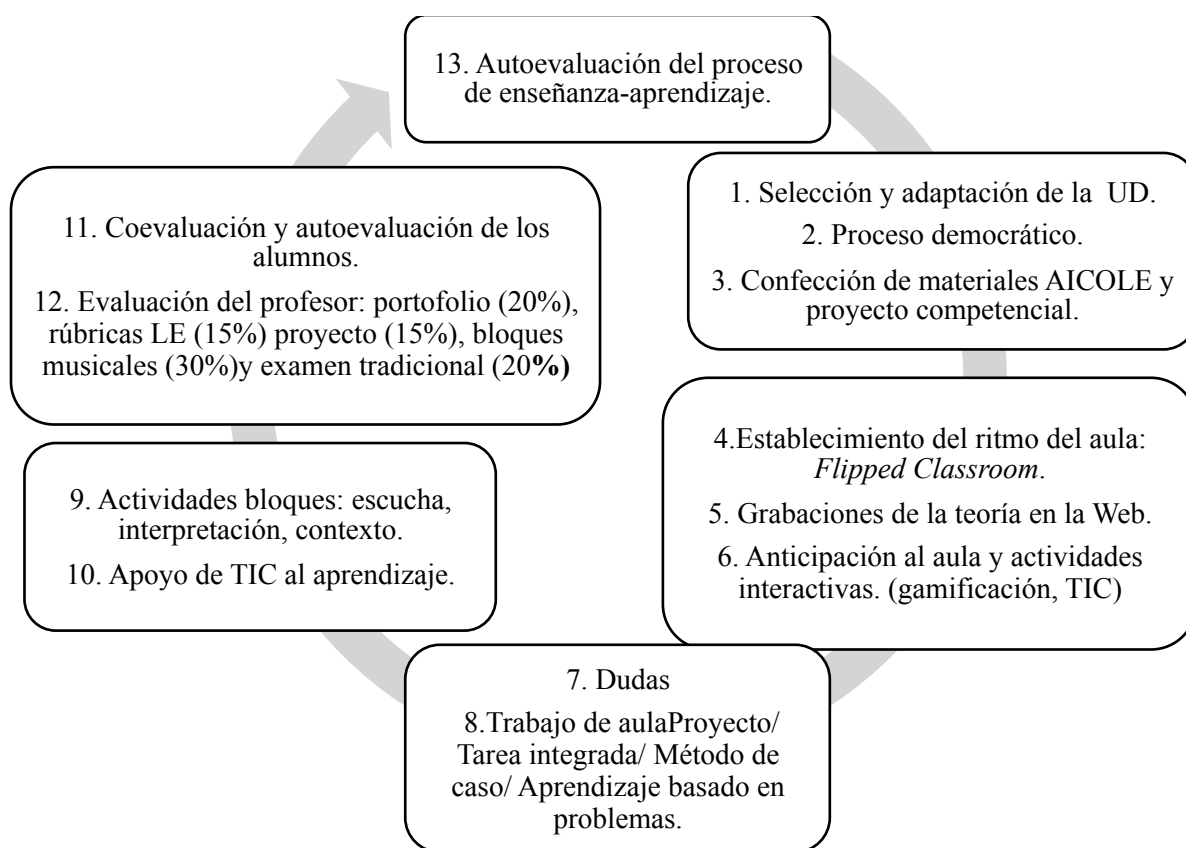 13. Autoevaluación del proceso
de enseñanza-aprendizaje.
1. Selección y adaptación de la UD.
2. Proceso democrático.
3. Confección de materiales AICOLE y
proyecto competencial.
4.Establecimiento del ritmo del aula:
Flipped Classroom.
5. Grabaciones de la teoría en la Web.
6. Anticipación al aula y actividades
interactivas. (gamificación, TIC)
7. Dudas
8.Trabajo de aulaProyecto/
Tarea integrada/ Método de
caso/ Aprendizaje basado en
problemas.
9. Actividades bloques: escucha,
interpretación, contexto.
10. Apoyo de TIC al aprendizaje.
11. Coevaluación y autoevaluación de los
alumnos.
12. Evaluación del profesor: portofolio (20%),
rúbricas LE (15%) proyecto (15%), bloques
musicales (30%)y examen tradicional (20%)